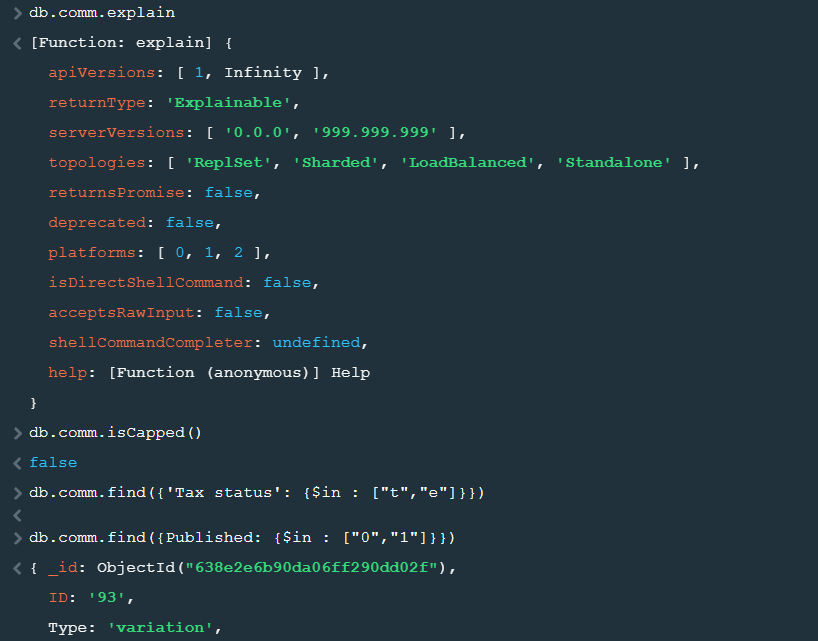 > db.comm.explain
< [Function: explain] {
apiVersions: [ 1, Infinity ],
returnType: 'Explainable',
serverVersions: [ '0.0.0', '999.999.999' ],
topologies: [ 'ReplSet', 'Sharded', 'LoadBalanced', 'Standalone' ],
returnsPromise: false,
deprecated: false,
platforms: [ 0, 1, 2 ],
isDirectShellCommand: false,
acceptsRawInput: false,
shellCommandCompleter: undefined,
help: [Function (anonymous)] Help
}
> db.comm.isCapped()
< false
> db.comm.find({'Tax status': {$in : ["t","e"]}})
<
> db.comm.find({Published: {$in : ["0","1"]}})
< { _id: ObjectId("638e2e6b90da06ff290dd02f"),
ID: '93',
Type: 'variation',